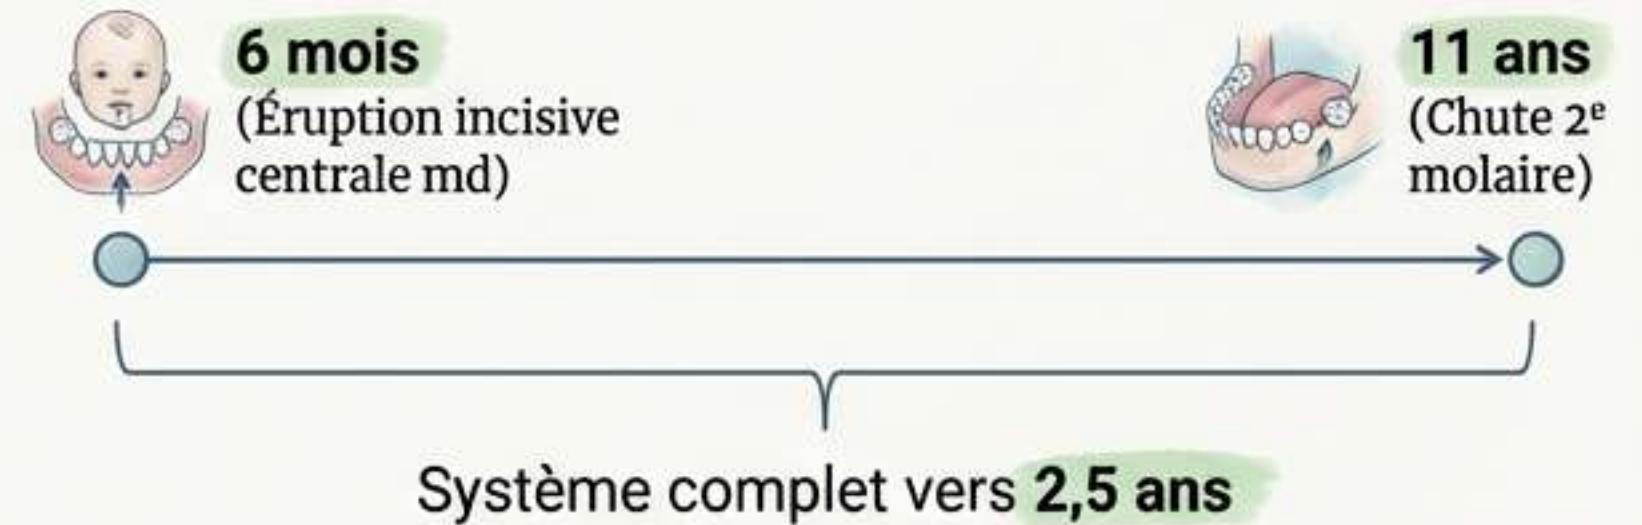 6 mois
(Éruption incisive
centrale md)
11 ans
(Chute 2ᵉ
molaire)
Système complet vers 2,5 ans